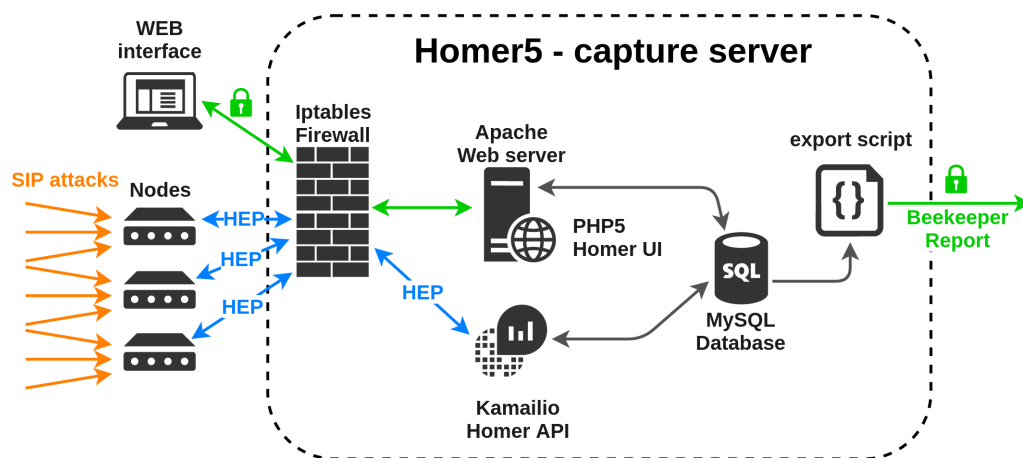 Homer5 - capture server
WEB
interface
Iptables
Firewall
Apache
Web server
export script
SIP attacks
Nodes
HEP
HEP
HEP
HEP
PHP5
Homer UI
{}
SQL
MySQL
Database
Beekeeper
Report
Kamailio
Homer API